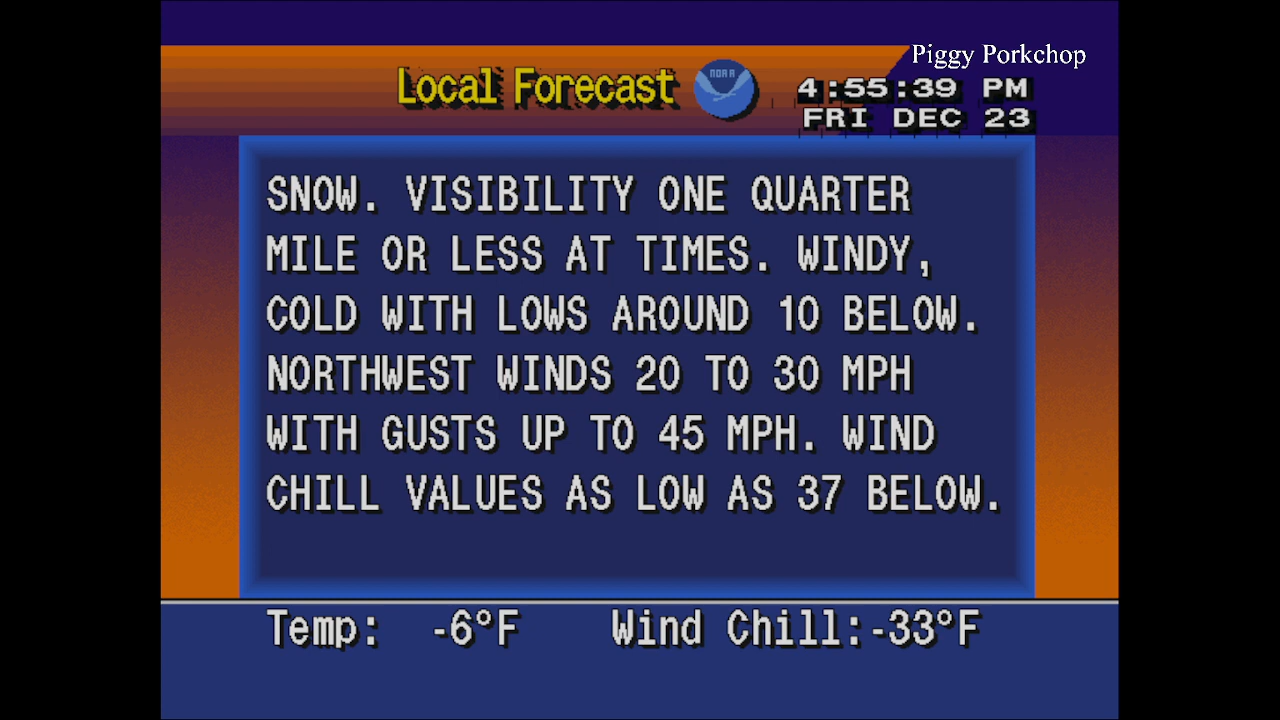 Piggy Porkchop
Local Forecast
NOAA
4:55:39 PM
FRI DEC 23
SNOW. VISIBILITY ONE QUARTER
MILE OR LESS AT TIMES. WINDY,
COLD WITH LOWS AROUND 10 BELOW.
NORTHWEST WINDS 20 TO 30 MPH
WITH GUSTS UP TO 45 MPH. WIND
CHILL VALUES AS LOW AS 37 BELOW.
Temp: -6°F Wind Chill:-33°F